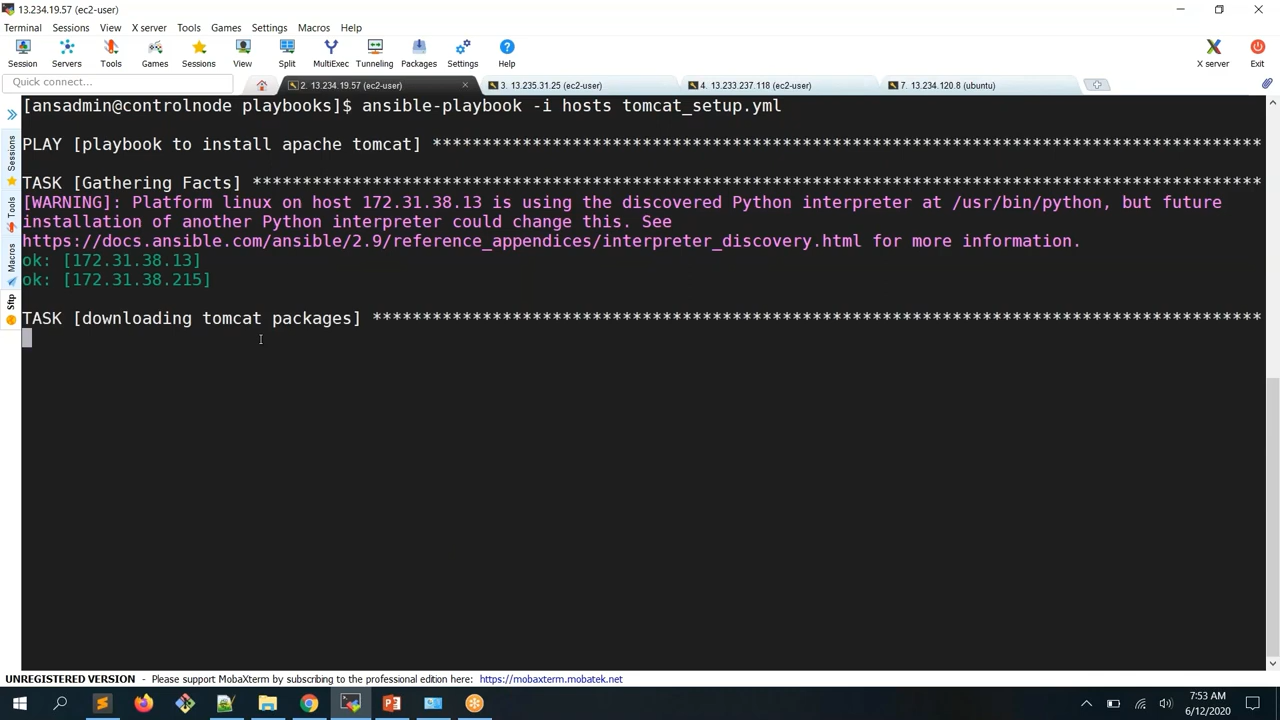 13.234.19.57 (ec2-user)
Terminal Sessions View X server Tools Games Settings Macros Help
Session Servers Tools Games Sessions View Split MultiExec Tunneling Packages Settings Help X server Exit
Quick connect...
2. 13.234.19.57 (ec2-user)
3. 13.235.31.25 (ec2-user)
4. 13.233.237.118 (ec2-user)
7. 13.234.120.8 (ubuntu)
Sessions
Tools
Macros
Sftp
[ansadmin@controlnode playbooks]$ ansible-playbook -i hosts tomcat_setup.yml
PLAY [playbook to install apache tomcat] ***********************************************************************************
TASK [Gathering Facts] *****************************************************************************************************
[WARNING]: Platform linux on host 172.31.38.13 is using the discovered Python interpreter at /usr/bin/python, but future
installation of another Python interpreter could change this. See
https://docs.ansible.com/ansible/2.9/reference_appendices/interpreter_discovery.html for more information.
ok: [172.31.38.13]
ok: [172.31.38.215]
TASK [downloading tomcat packages] *****************************************************************************************
UNREGISTERED VERSION - Please support MobaXterm by subscribing to the professional edition here: https://mobaxterm.mobatek.net
7:53 AM
6/12/2020